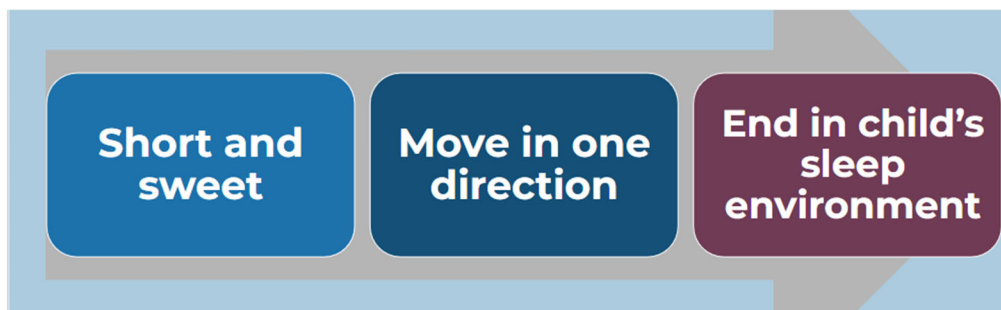 Short and
sweet
Move in one
direction
End in child's
sleep
environment